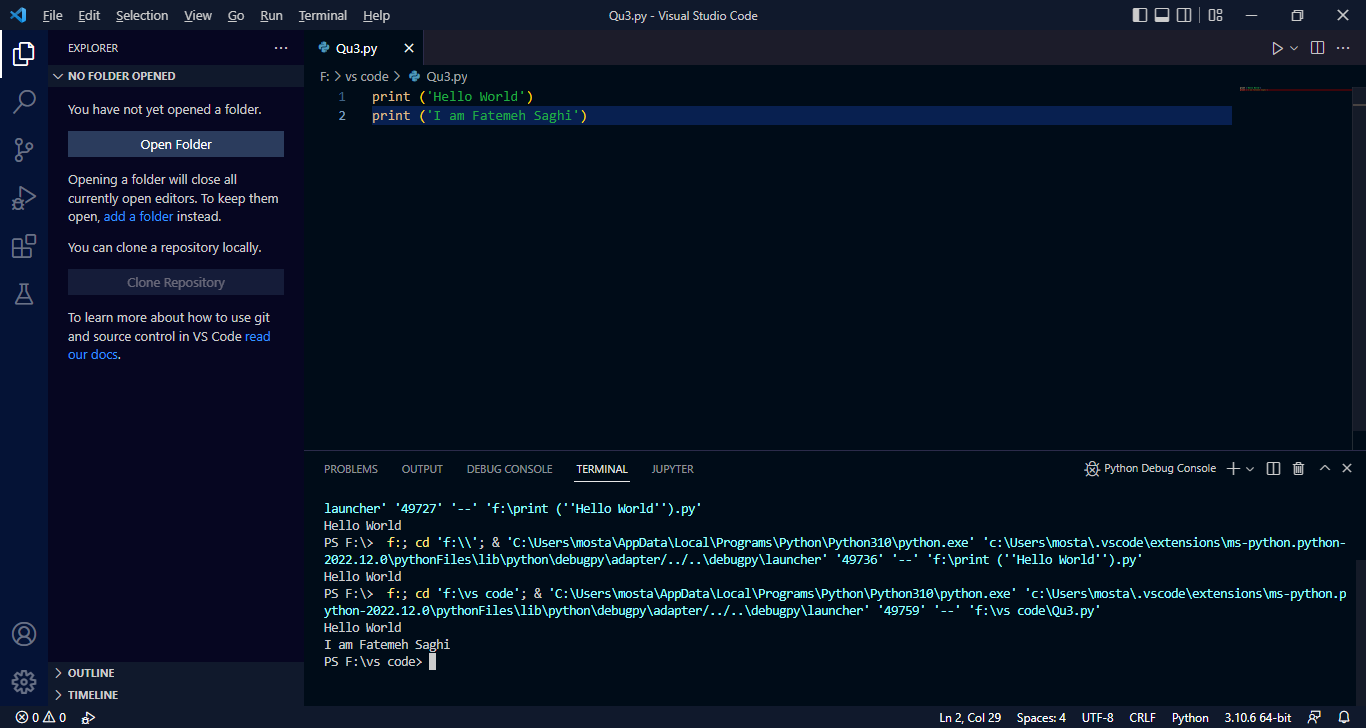 File Edit Selection View Go Run Terminal Help Qu3.py - Visual Studio Code
EXPLORER
NO FOLDER OPENED
You have not yet opened a folder.
Open Folder
Opening a folder will close all
currently open editors. To keep them
open, add a folder instead.
You can clone a repository locally.
Clone Repository
To learn more about how to use git
and source control in VS Code read
our docs.
OUTLINE
TIMELINE
Qu3.py
F: > vs code > Qu3.py
1 print ('Hello World')
2 print ('I am Fatemeh Saghi')
PROBLEMS OUTPUT DEBUG CONSOLE TERMINAL JUPYTER Python Debug Console
launcher' '49727' '--' 'f:\print (''Hello World'').py'
Hello World
PS F:\> f:; cd 'f:\\'; & 'C:\Users\mosta\AppData\Local\Programs\Python\Python310\python.exe' 'c:\Users\mosta\.vscode\extensions\ms-python.python-
2022.12.0\pythonFiles\lib\python\debugpy\adapter/../..\debugpy\launcher' '49736' '--' 'f:\print (''Hello World'').py'
Hello World
PS F:\> f:; cd 'f:\vs code'; & 'C:\Users\mosta\AppData\Local\Programs\Python\Python310\python.exe' 'c:\Users\mosta\.vscode\extensions\ms-python.p
ython-2022.12.0\pythonFiles\lib\python\debugpy\adapter/../..\debugpy\launcher' '49759' '--' 'f:\vs code\Qu3.py'
Hello World
I am Fatemeh Saghi
PS F:\vs code>
0 0 Ln 2, Col 29 Spaces: 4 UTF-8 CRLF Python 3.10.6 64-bit